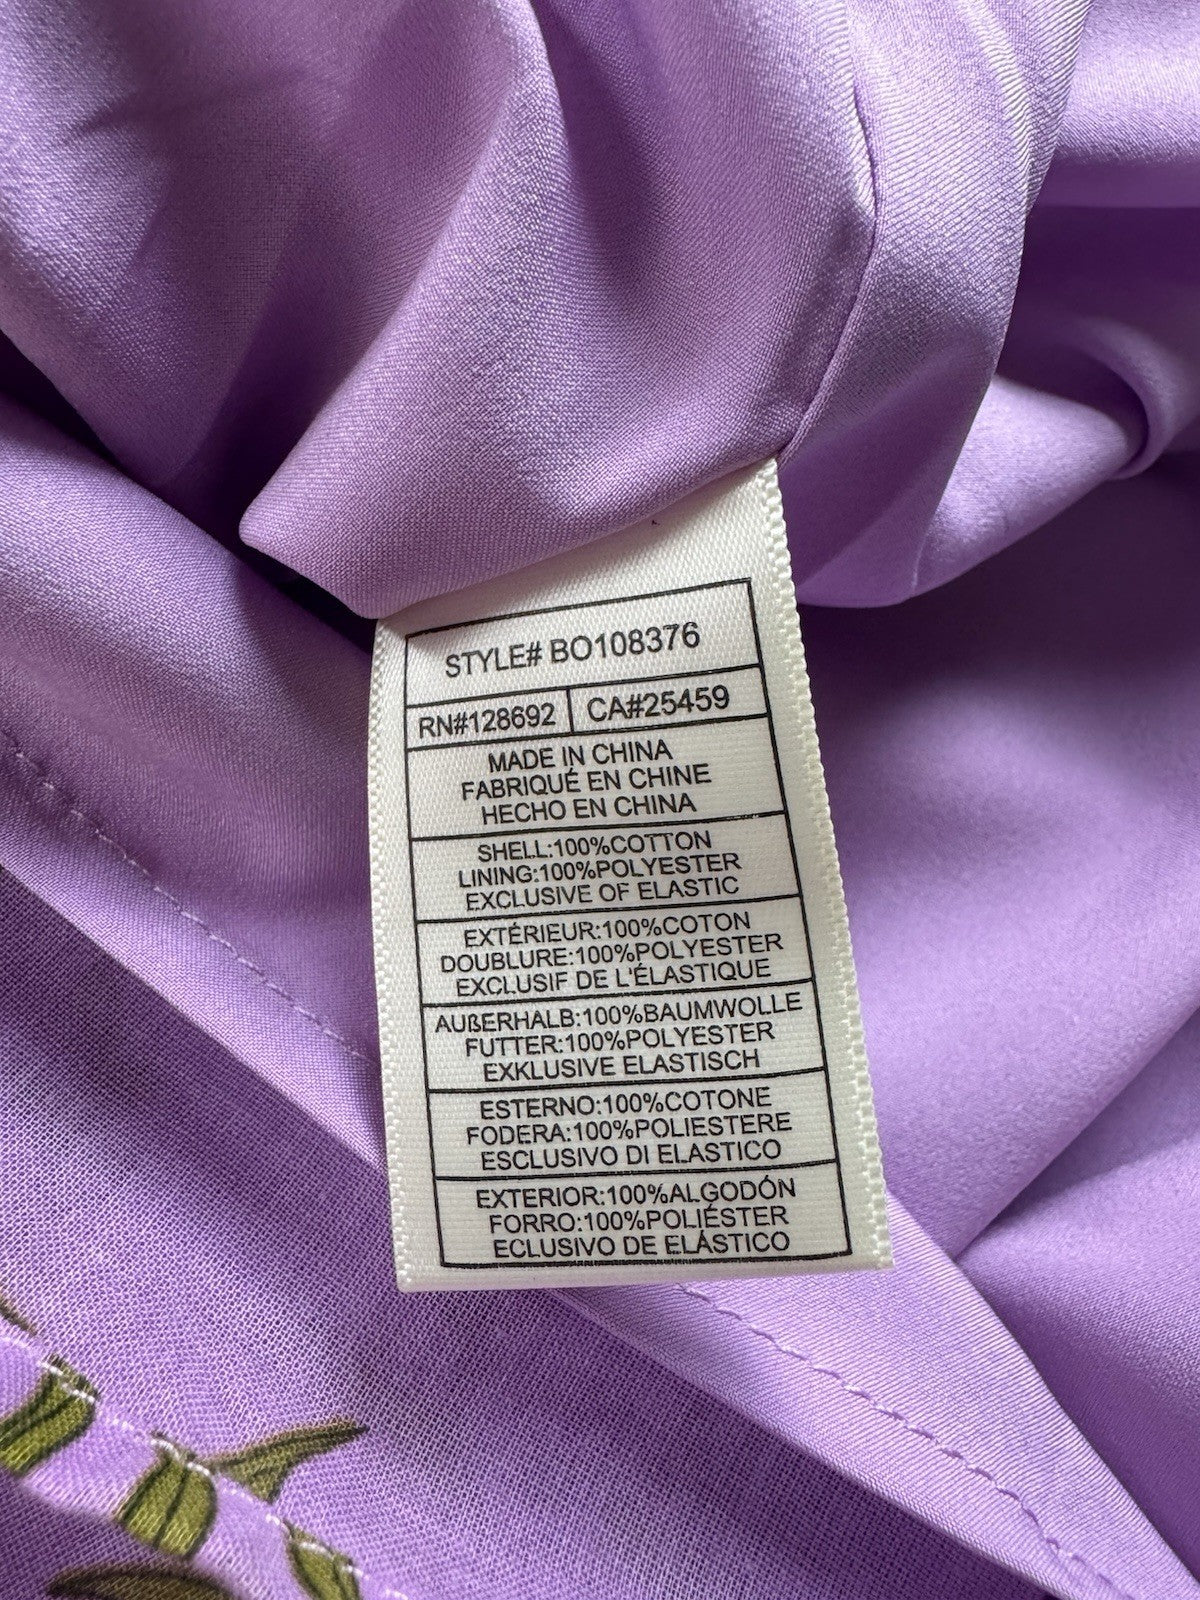 STYLE# BO108376
RN#128692 CA#25459
MADE IN CHINA
FABRIQUÉ EN CHINE
HECHO EN CHINA
SHELL:100%COTTON
LINING:100%POLYESTER
EXCLUSIVE OF ELASTIC
EXTÉRIEUR:100%COTON
DOUBLURE:100%POLYESTER
EXCLUSIF DE L'ÉLASTIQUE
AUßERHALB:100%BAUMWOLLE
FUTTER:100%POLYESTER
EXKLUSIVE ELASTISCH
ESTERNO:100%COTONE
FODERA:100%POLIESTERE
ESCLUSIVO DI ELASTICO
EXTERIOR:100%ALGODÓN
FORRO:100%POLIÉSTER
ECLUSIVO DE ELÁSTICO